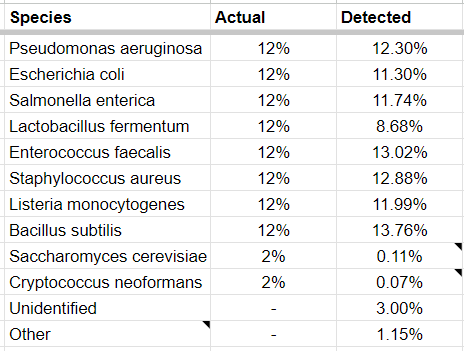 Species Actual Detected
Pseudomonas aeruginosa 12% 12.30%
Escherichia coli 12% 11.30%
Salmonella enterica 12% 11.74%
Lactobacillus fermentum 12% 8.68%
Enterococcus faecalis 12% 13.02%
Staphylococcus aureus 12% 12.88%
Listeria monocytogenes 12% 11.99%
Bacillus subtilis 12% 13.76%
Saccharomyces cerevisiae 2% 0.11%
Cryptococcus neoformans 2% 0.07%
Unidentified - 3.00%
Other - 1.15%